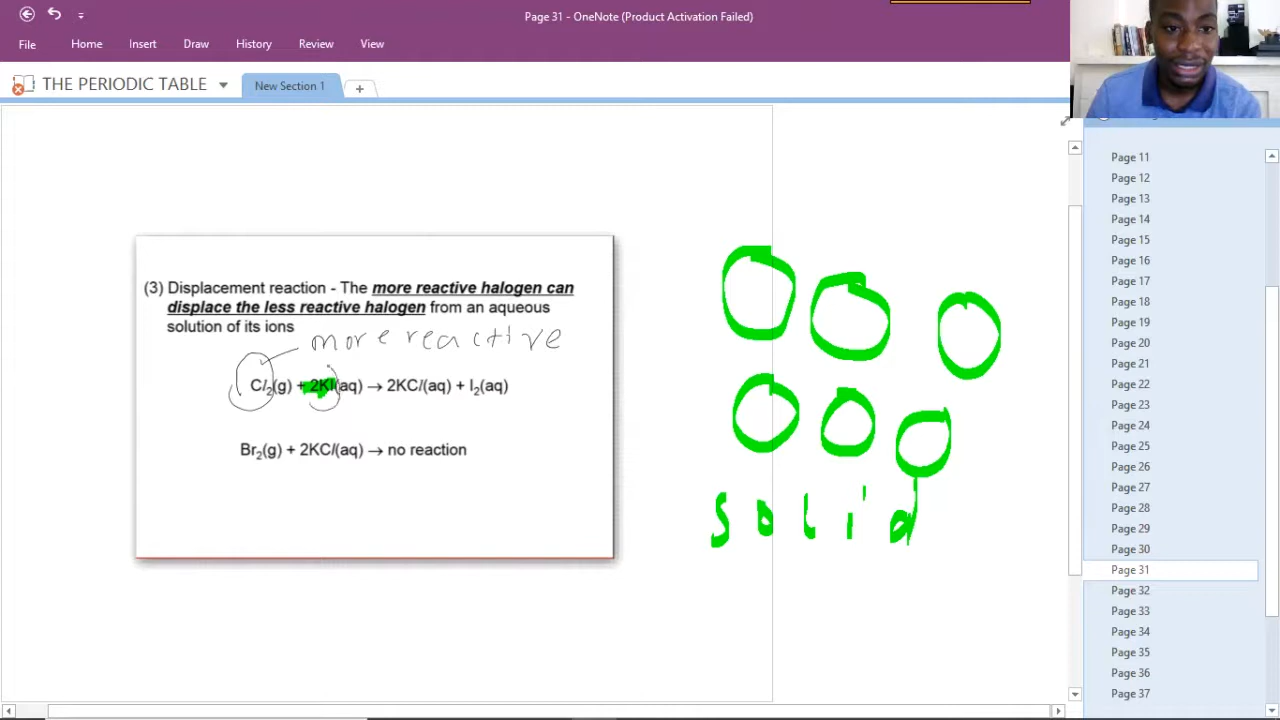 Page 31 - OneNote (Product Activation Failed)
File Home Insert Draw History Review View
THE PERIODIC TABLE New Section 1 +
(3) Displacement reaction - The more reactive halogen can
displace the less reactive halogen from an aqueous
solution of its ions
more reactive
Cl₂(g) + 2KI(aq) → 2KCl(aq) + I₂(aq)
Br₂(g) + 2KCl(aq) → no reaction
solid
Page 11
Page 12
Page 13
Page 14
Page 15
Page 16
Page 17
Page 18
Page 19
Page 20
Page 21
Page 22
Page 23
Page 24
Page 25
Page 26
Page 27
Page 28
Page 29
Page 30
Page 31
Page 32
Page 33
Page 34
Page 35
Page 36
Page 37